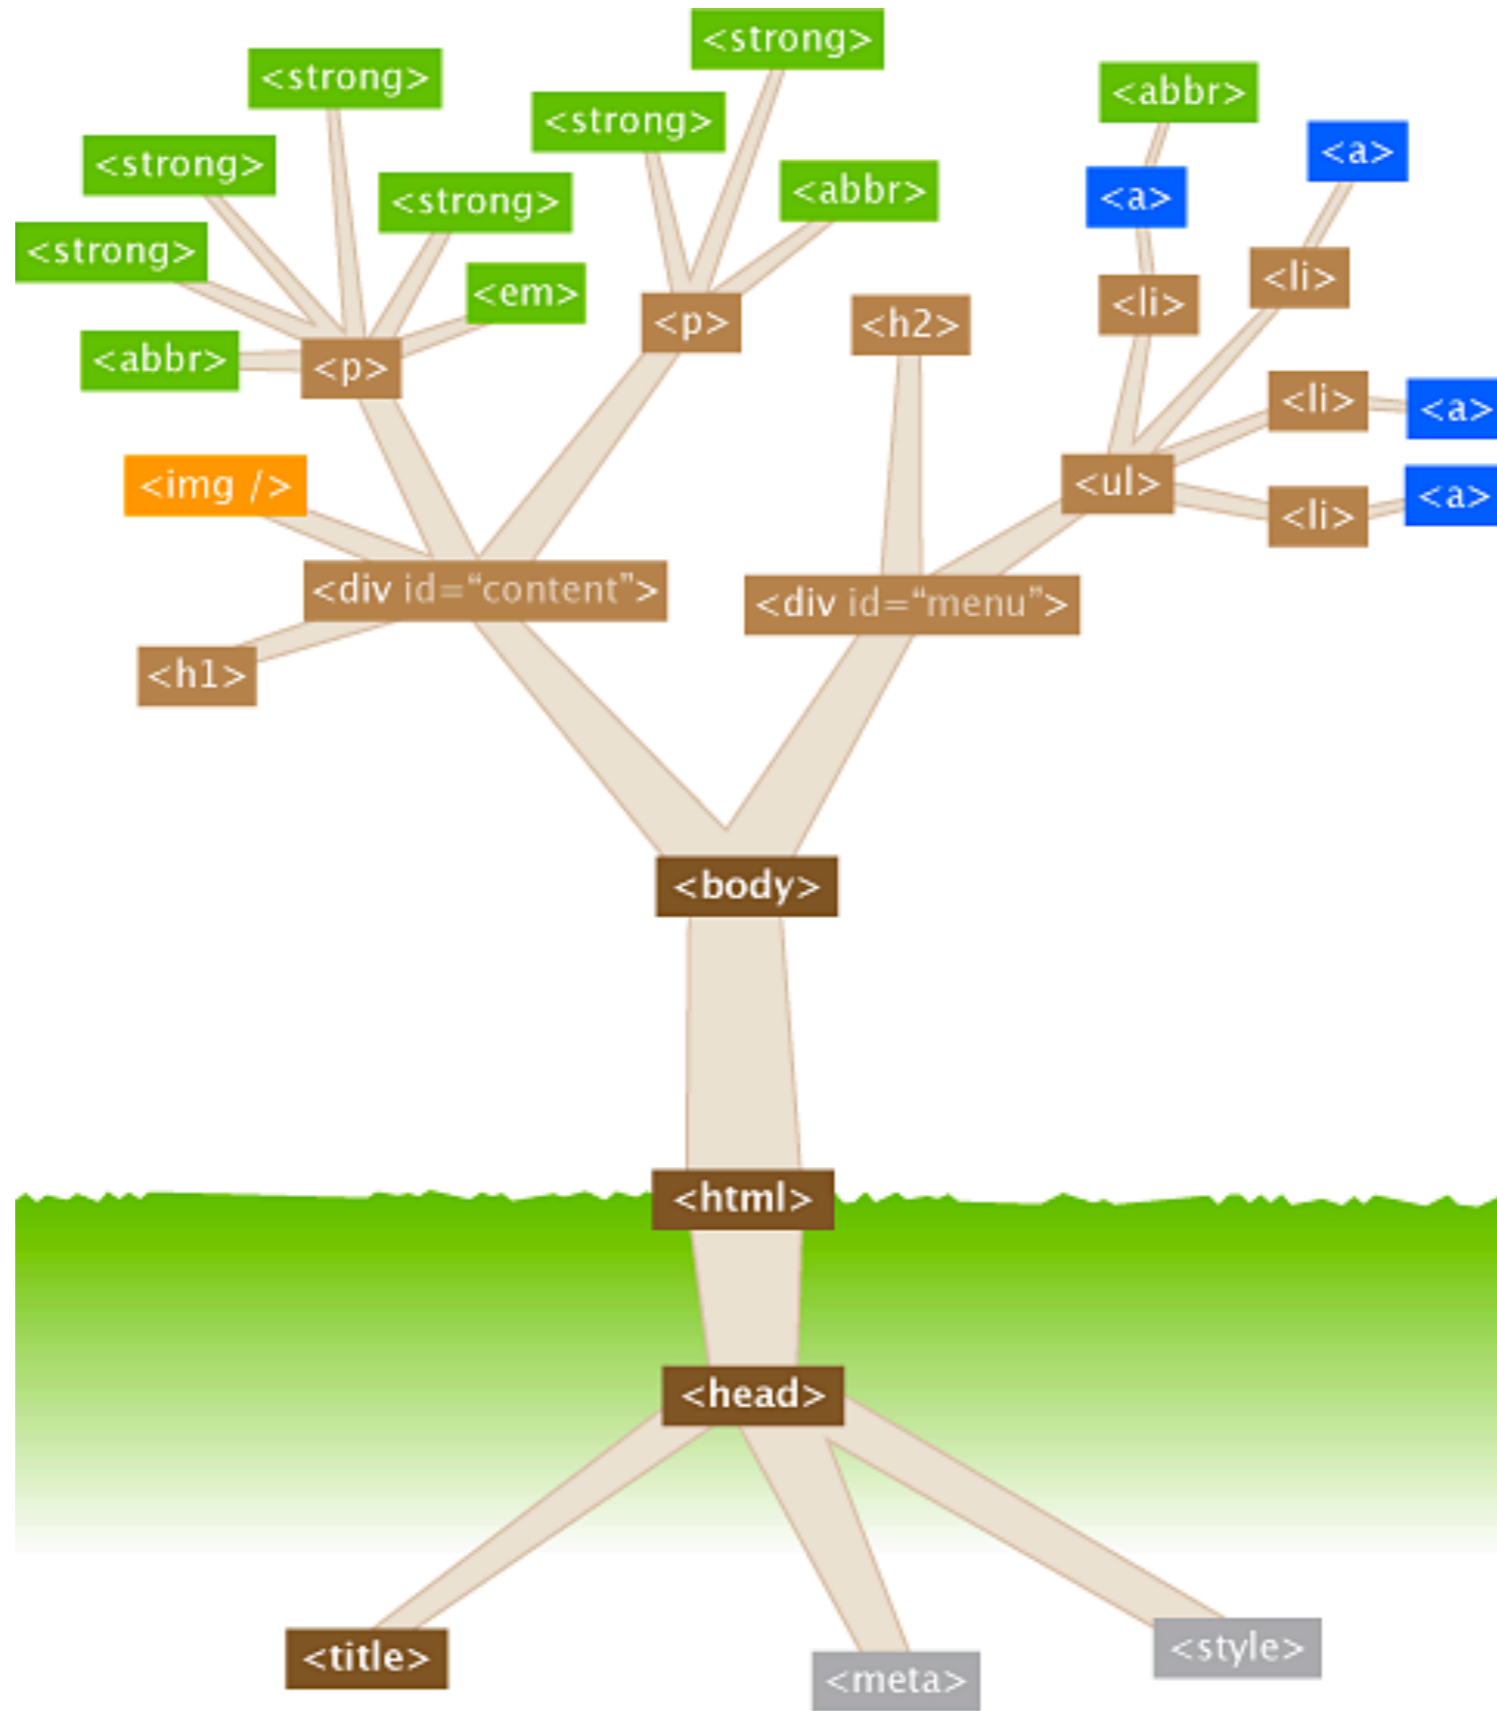 <strong>
<strong>
<abbr>
<strong>
<a>
<strong>
<abbr>
<strong>
<a>
<strong>
<strong>
<em>
<li>
<li>
<p>
<h2>
<abbr>
<p>
<li>
<a>
<img />
<ul>
<a>
<li>
<div id=“content”>
<div id=“menu”>
<h1>
<body>
<html>
<head>
<style>
<title>
<meta>